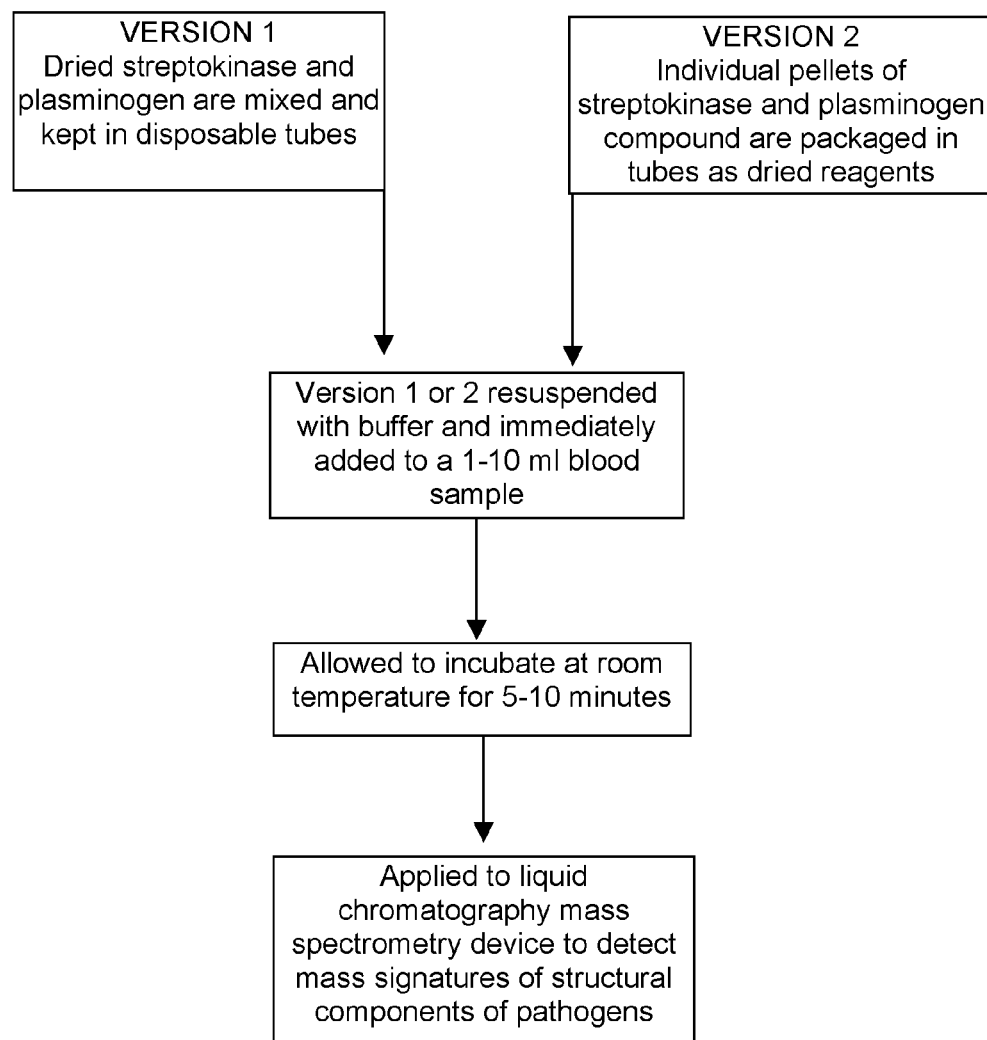 VERSION 1
Dried streptokinase and
plasminogen are mixed and
kept in disposable tubes
VERSION 2
Individual pellets of
streptokinase and plasminogen
compound are packaged in
tubes as dried reagents
Version 1 or 2 resuspended
with buffer and immediately
added to a 1-10 ml blood
sample
Allowed to incubate at room
temperature for 5-10 minutes
Applied to liquid
chromatography mass
spectrometry device to detect
mass signatures of structural
components of pathogens